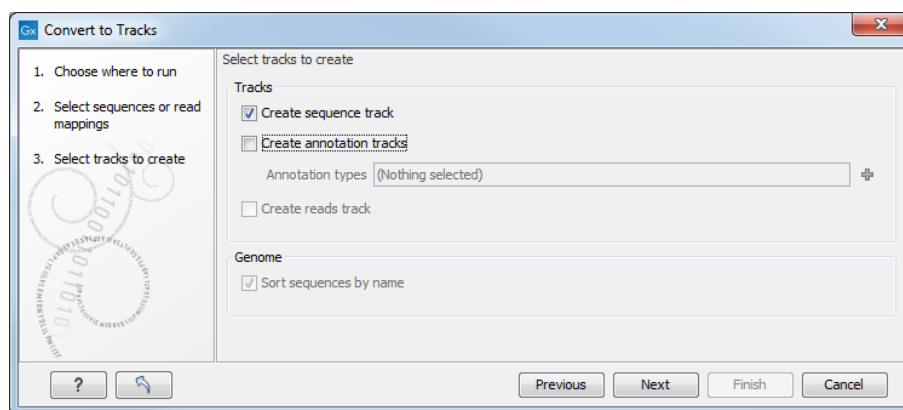 Gx Convert to Tracks
1. Choose where to run
2. Select sequences or read
mappings
3. Select tracks to create
Select tracks to create
Tracks
Create sequence track
Create annotation tracks
Annotation types (Nothing selected)
Create reads track
Genome
Sort sequences by name
?
Previous Next Finish Cancel